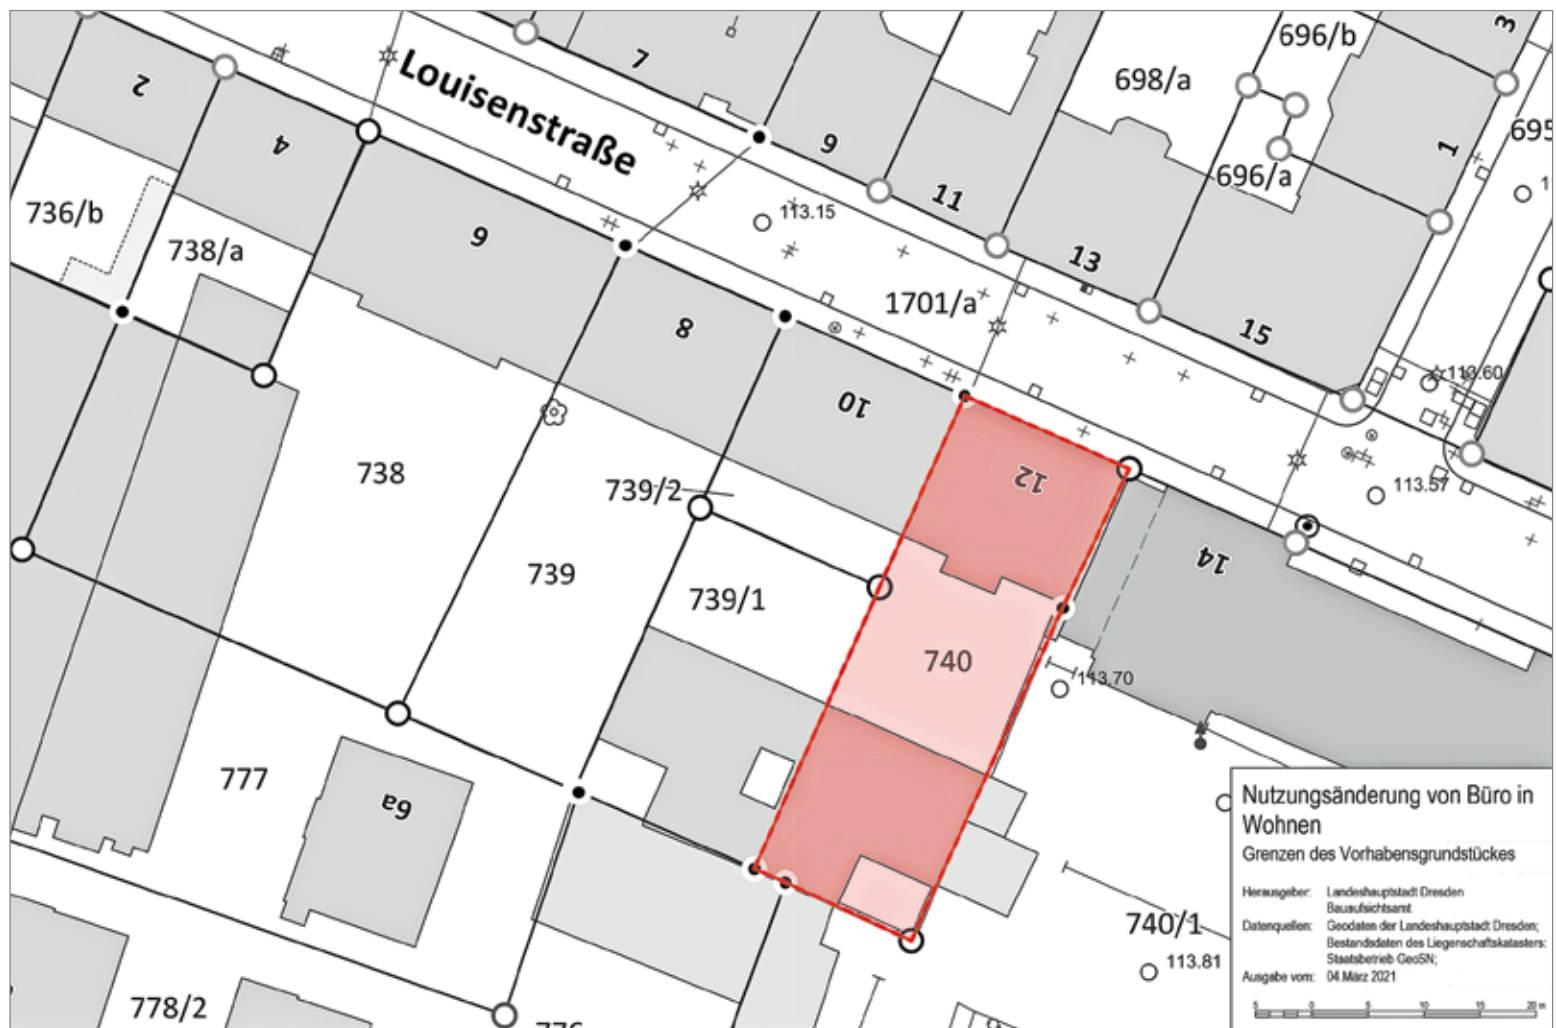 7
Louisenstraße
2
4
6
8
10
12
14
9
11
13
15
3
1
696/b
698/a
696/a
695
736/b
738/a
113.15
1701/a
113.60
113.57
738
739/2
739
739/1
740
113.70
777
6a
740/1
113.81
778/2
Nutzungsänderung von Büro in
Wohnen
Grenzen des Vorhabensgrundstückes
Herausgeber: Landeshauptstadt Dresden
Bauaufsichtsamt
Datenquellen: Geodaten der Landeshauptstadt Dresden;
Bestandsdaten des Liegenschaftskatasters:
Staatsbetrieb GeoSN;
Ausgabe vom: 04.März 2021
5 0 5 10 15 20 m